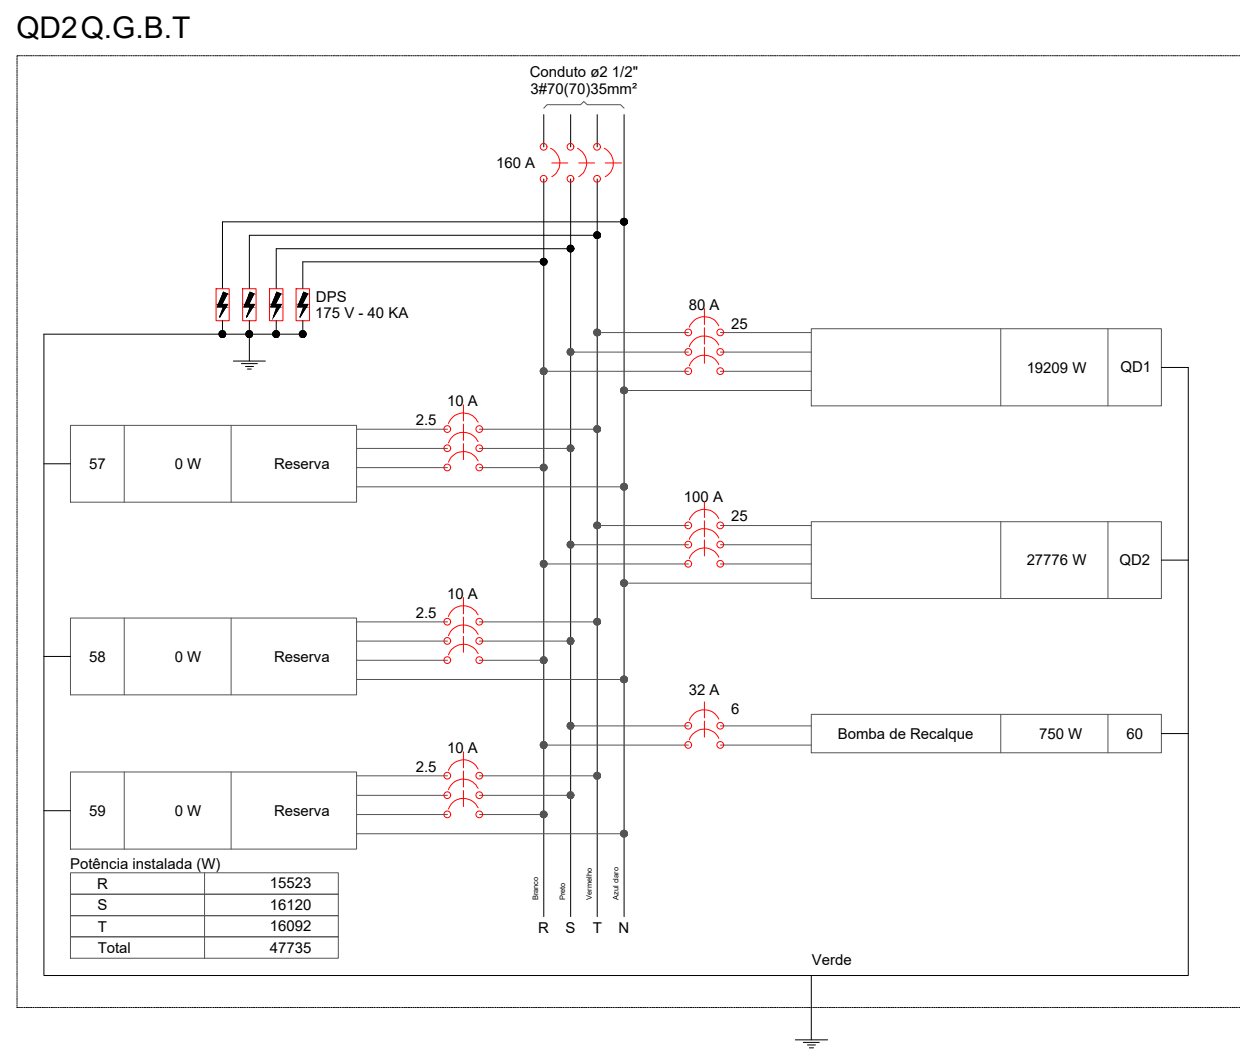 QD2 Q.G.B.T
Conduto ø2 1/2"
3#70(70)35mm²
160 A
DPS
175 V - 40 KA
80 A
25
19209 W
QD1
10 A
2.5
57
0 W
Reserva
100 A
25
27776 W
QD2
10 A
2.5
58
0 W
Reserva
32 A
6
Bomba de Recalque
750 W
60
10 A
2.5
59
0 W
Reserva
Potência instalada (W)
R 15523
S 16120
T 16092
Total 47735
Branco
Preto
Vermelho
Azul claro
R S T N
Verde